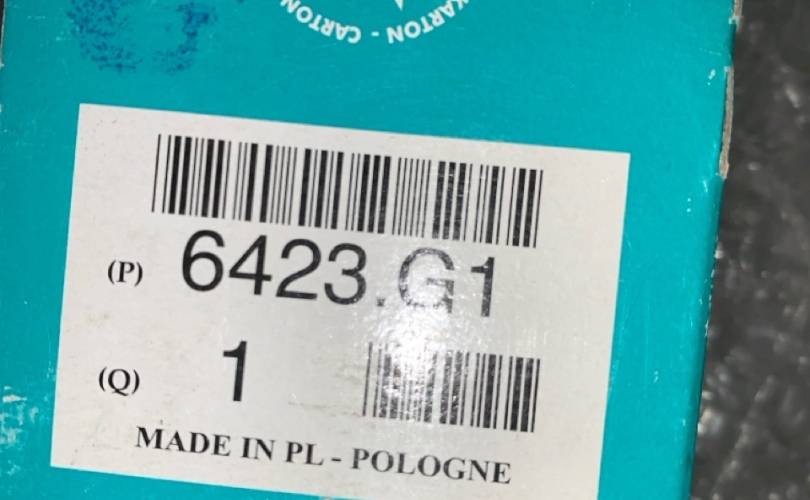 KARTON - CARTON
(P) 6423.G1
(Q) 1
MADE IN PL - POLOGNE